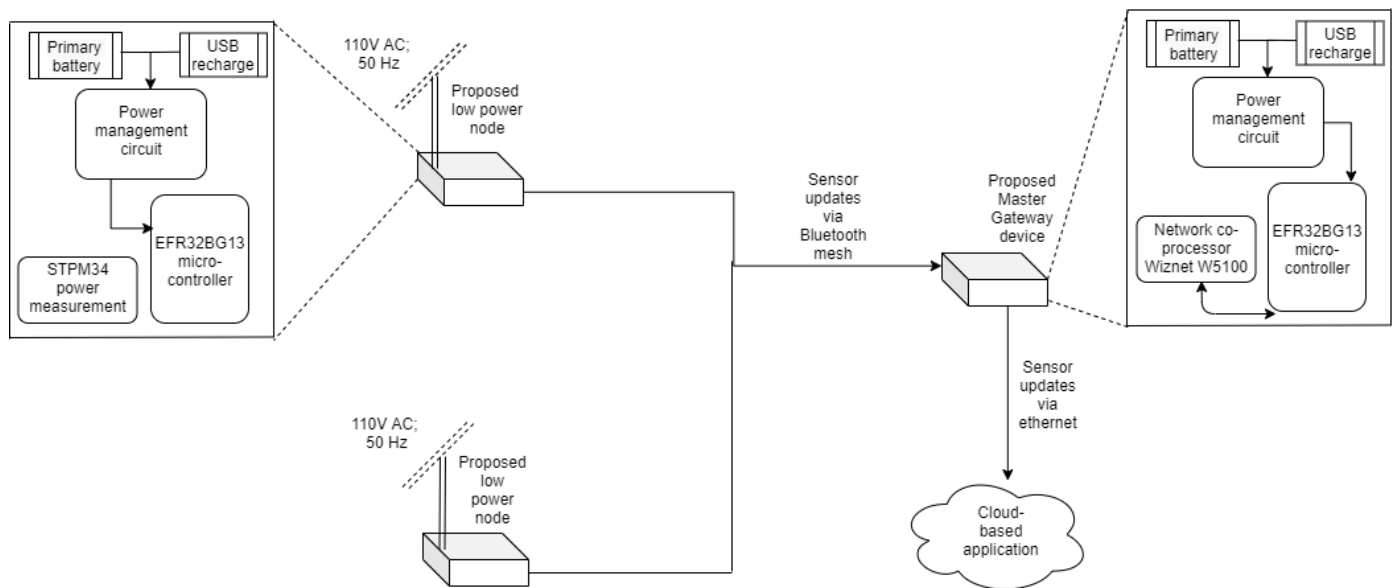 Primary
battery
USB
recharge
Power
management
circuit
EFR32BG13
micro-
controller
STPM34
power
measurement
110V AC;
50 Hz
Proposed
low power
node
110V AC;
50 Hz
Proposed
low
power
node
Sensor
updates
via
Bluetooth
mesh
Proposed
Master
Gateway
device
Sensor
updates
via
ethernet
Cloud-
based
application
Primary
battery
USB
recharge
Power
management
circuit
EFR32BG13
micro-
controller
Network co-
processor
Wiznet W5100